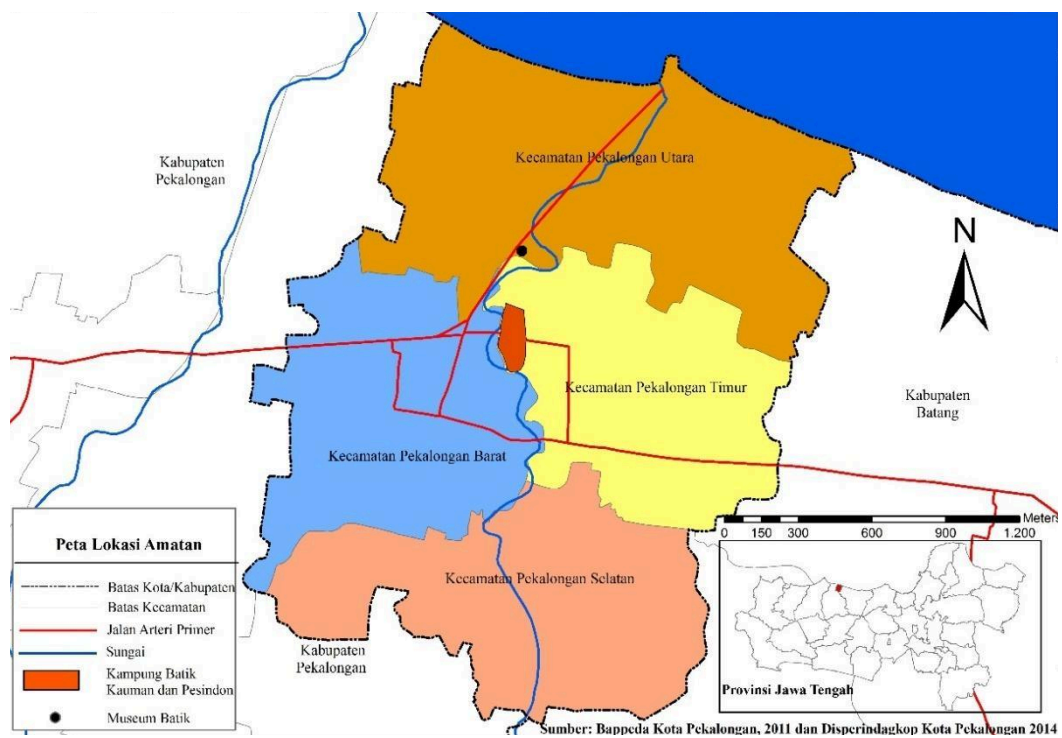 Kecamatan Pekalongan Utara
Kabupaten
Pekalongan
N
Kecamatan Pekalongan Timur
Kabupaten
Batang
Kecamatan Pekalongan Barat
Kecamatan Pekalongan Selatan
Kabupaten
Pekalongan
Meters
0 150 300 600 900 1.200
Peta Lokasi Amatan
Batas Kota/Kabupaten
Batas Kecamatan
Jalan Arteri Primer
Sungai
Kampung Batik
Kauman dan Pesindon
Museum Batik
Provinsi Jawa Tengah
Sumber: Bappeda Kota Pekalongan, 2011 dan Disperindagkop Kota Pekalongan 2014